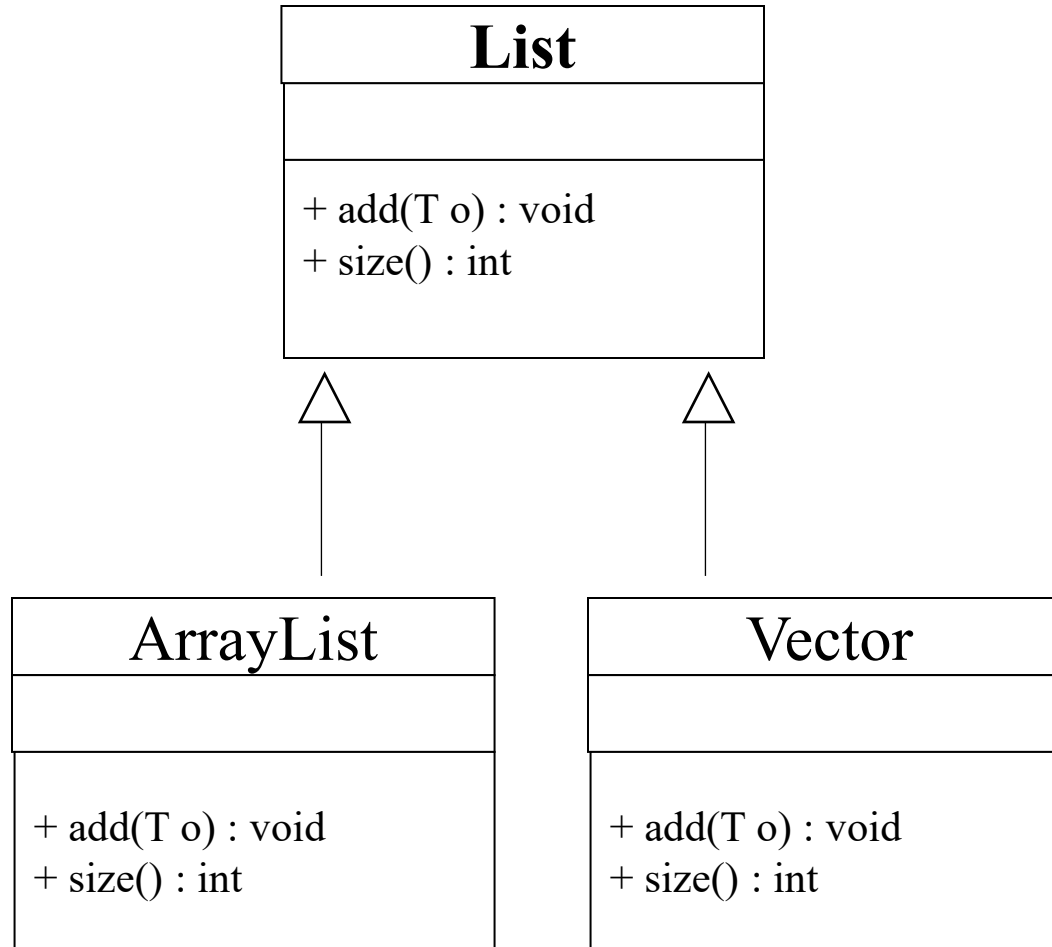 List
+ add(T o) : void
+ size() : int
ArrayList
+ add(T o) : void
+ size() : int
Vector
+ add(T o) : void
+ size() : int